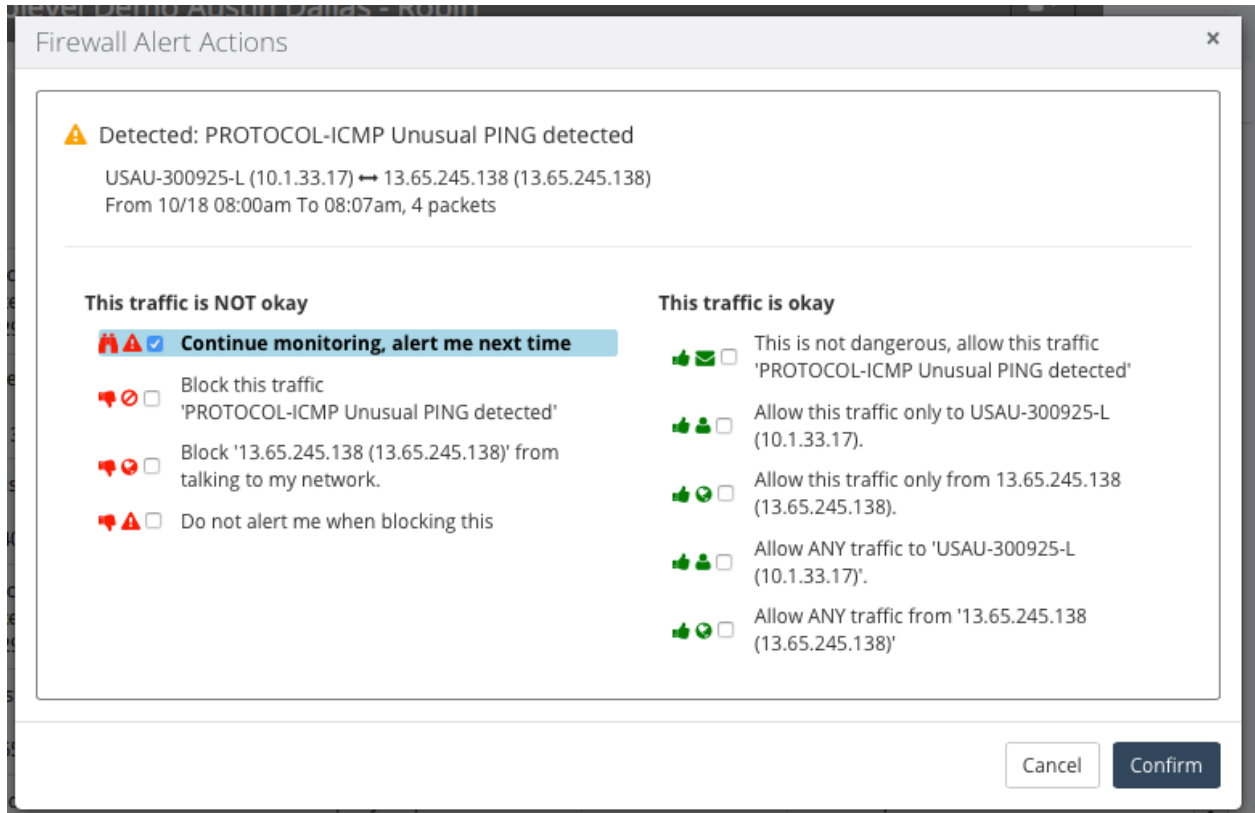 Demo Austin Dallas - Robin
Firewall Alert Actions
×
Detected: PROTOCOL-ICMP Unusual PING detected
USAU-300925-L (10.1.33.17) ↔ 13.65.245.138 (13.65.245.138)
From 10/18 08:00am To 08:07am, 4 packets
This traffic is NOT okay
Continue monitoring, alert me next time
Block this traffic
'PROTOCOL-ICMP Unusual PING detected'
Block '13.65.245.138 (13.65.245.138)' from
talking to my network.
Do not alert me when blocking this
This traffic is okay
This is not dangerous, allow this traffic
'PROTOCOL-ICMP Unusual PING detected'
Allow this traffic only to USAU-300925-L
(10.1.33.17).
Allow this traffic only from 13.65.245.138
(13.65.245.138).
Allow ANY traffic to 'USAU-300925-L
(10.1.33.17)'.
Allow ANY traffic from '13.65.245.138
(13.65.245.138)'
Cancel
Confirm